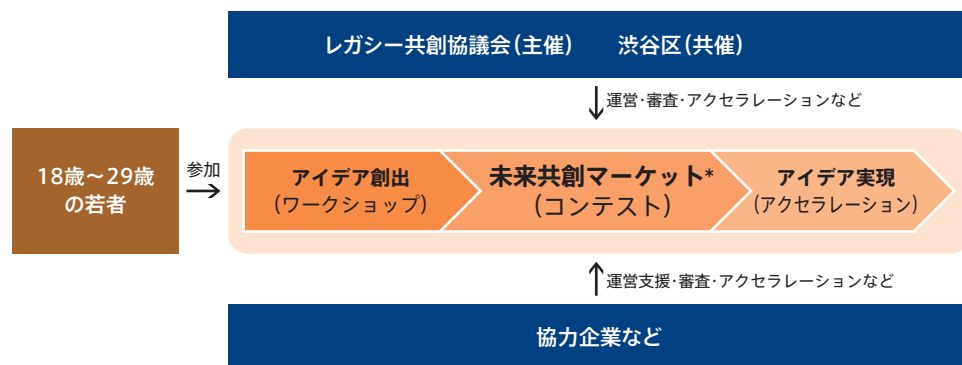 レガシー共創協議会(主催)　渋谷区(共催)
運営・審査・アクセラレーションなど
18歳～29歳
の若者
参加
アイデア創出
(ワークショップ)
未来共創マーケット*
(コンテスト)
アイデア実現
(アクセラレーション)
運営支援・審査・アクセラレーションなど
協力企業など